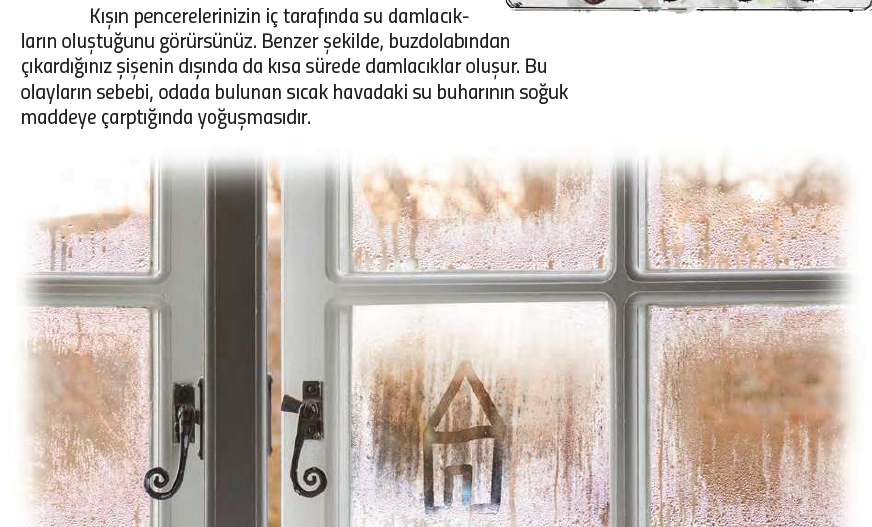 Kışın pencerelerinizin iç tarafında su damlacık-
ların oluştuğunu görürsünüz. Benzer şekilde, buzdolabından
çıkardığınız şişenin dışında da kısa sürede damlacıklar oluşur. Bu
olayların sebebi, odada bulunan sıcak havadaki su buharının soğuk
maddeye çarptığında yoğuşmasıdır.